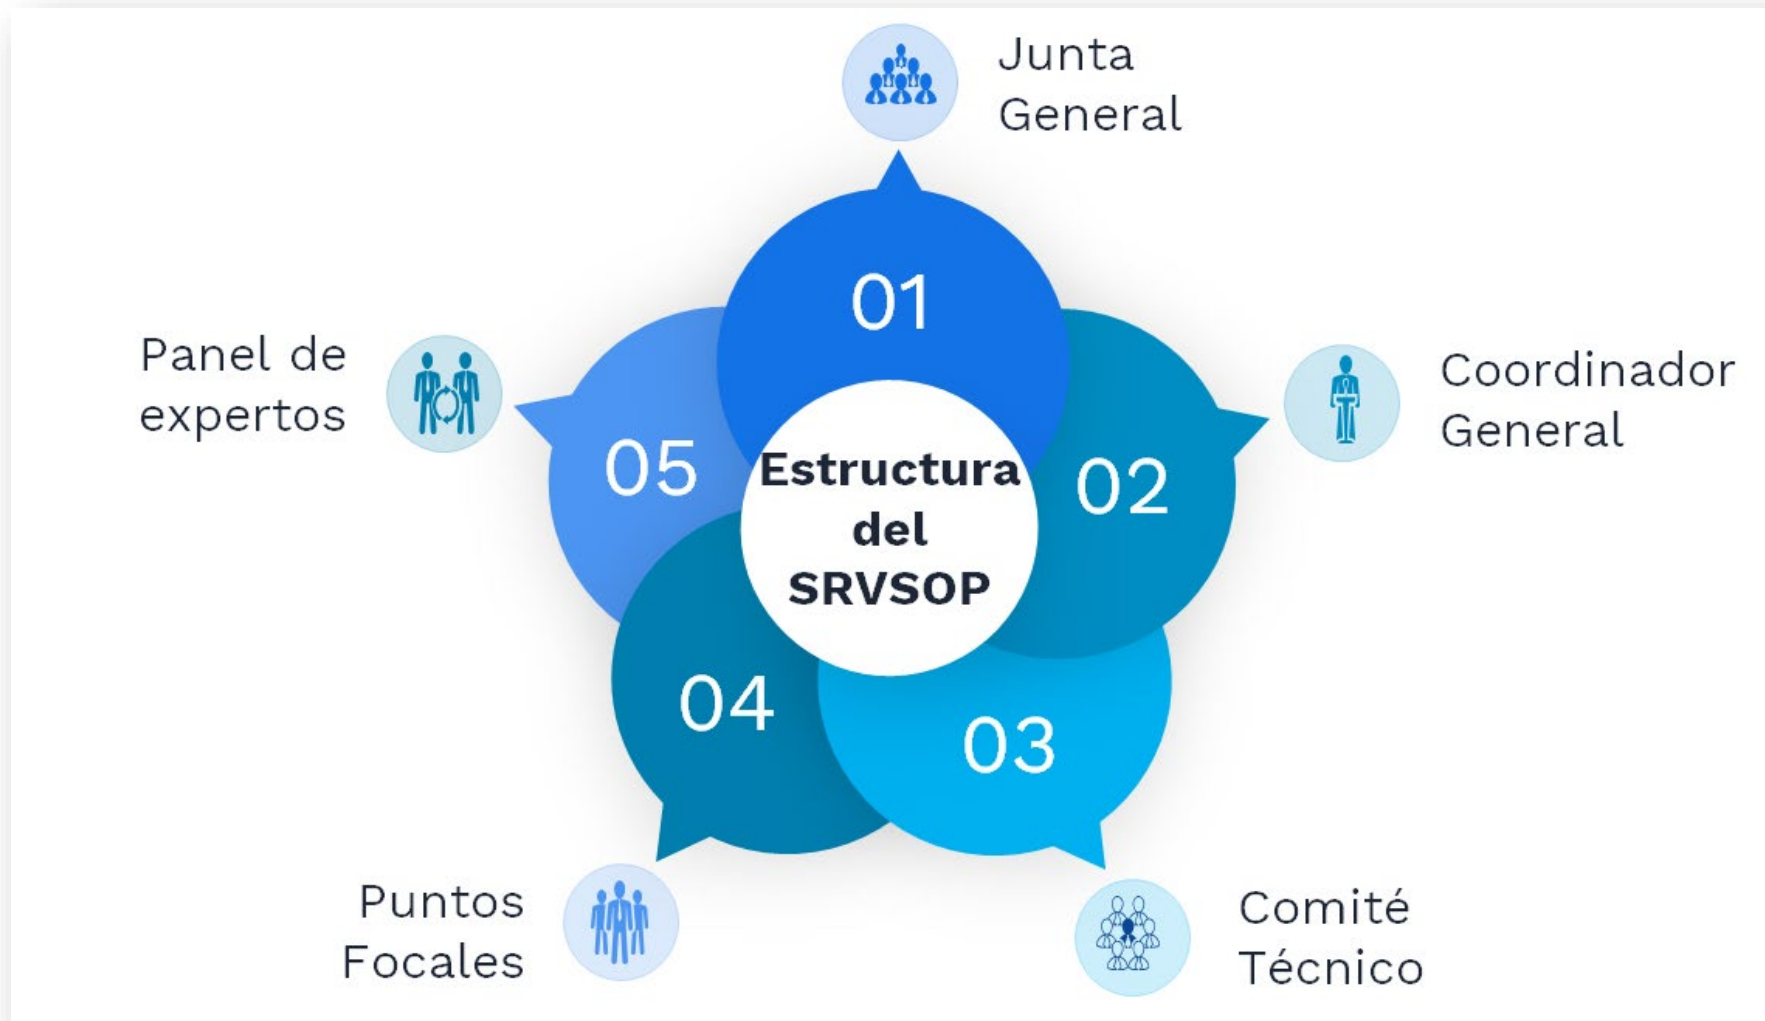 Junta
General
01
Coordinador
General
02
Estructura
del
SRVSOP
03
Comité
Técnico
04
Puntos
Focales
05
Panel de
expertos